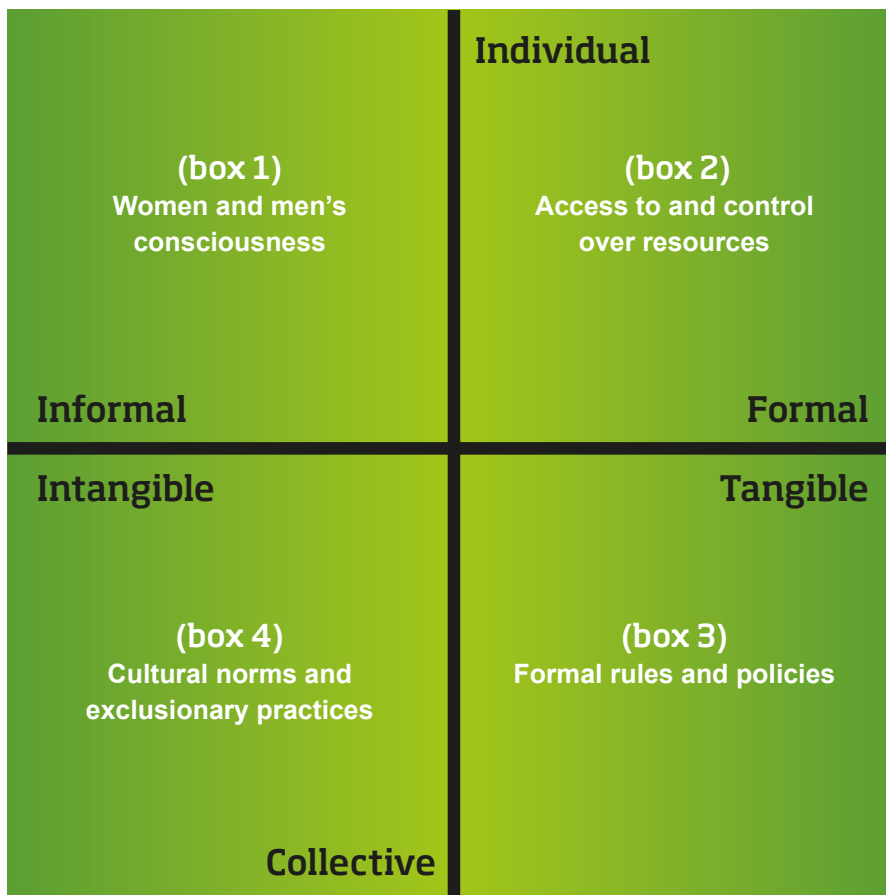 Individual
(box 1)
Women and men’s
consciousness
(box 2)
Access to and control
over resources
Informal
Formal
Intangible
Tangible
(box 4)
Cultural norms and
exclusionary practices
(box 3)
Formal rules and policies
Collective